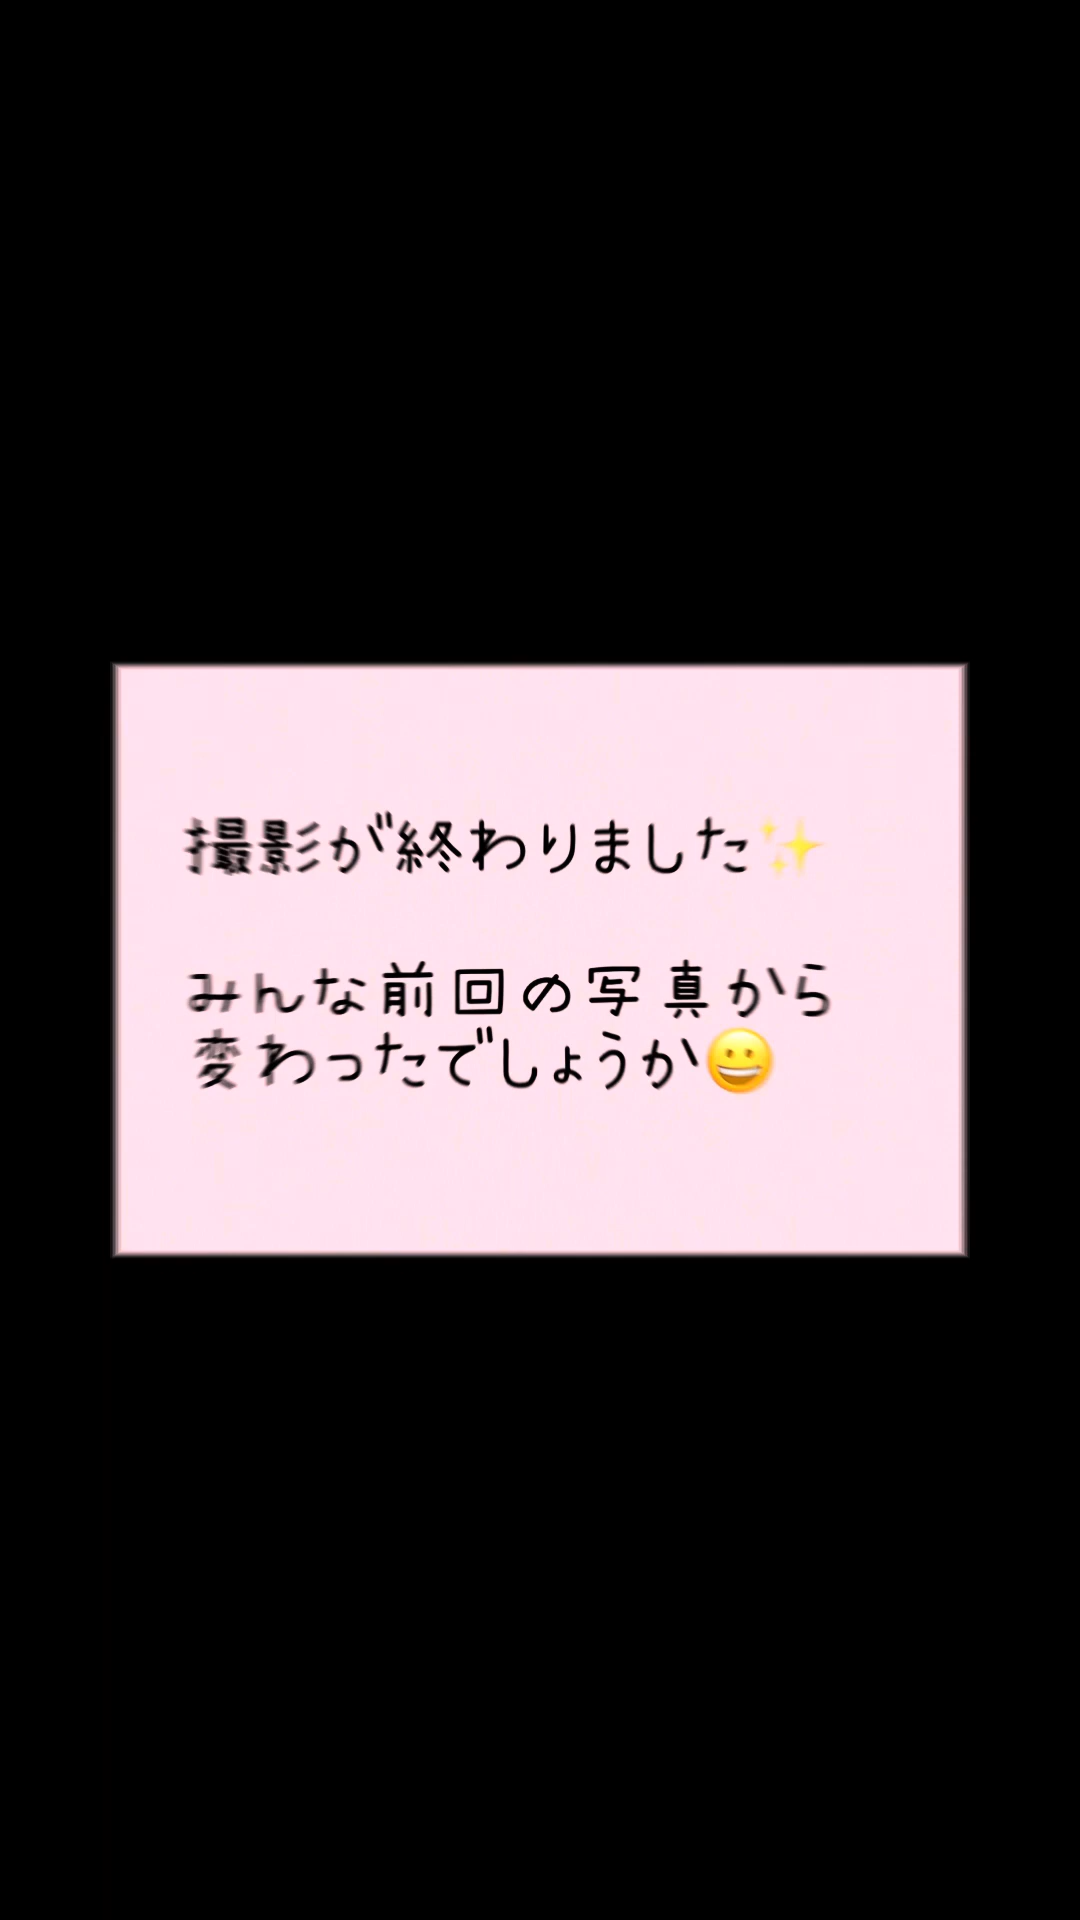 撮影が終わりました✨
みんな前回の写真から
変わったでしょうか😀